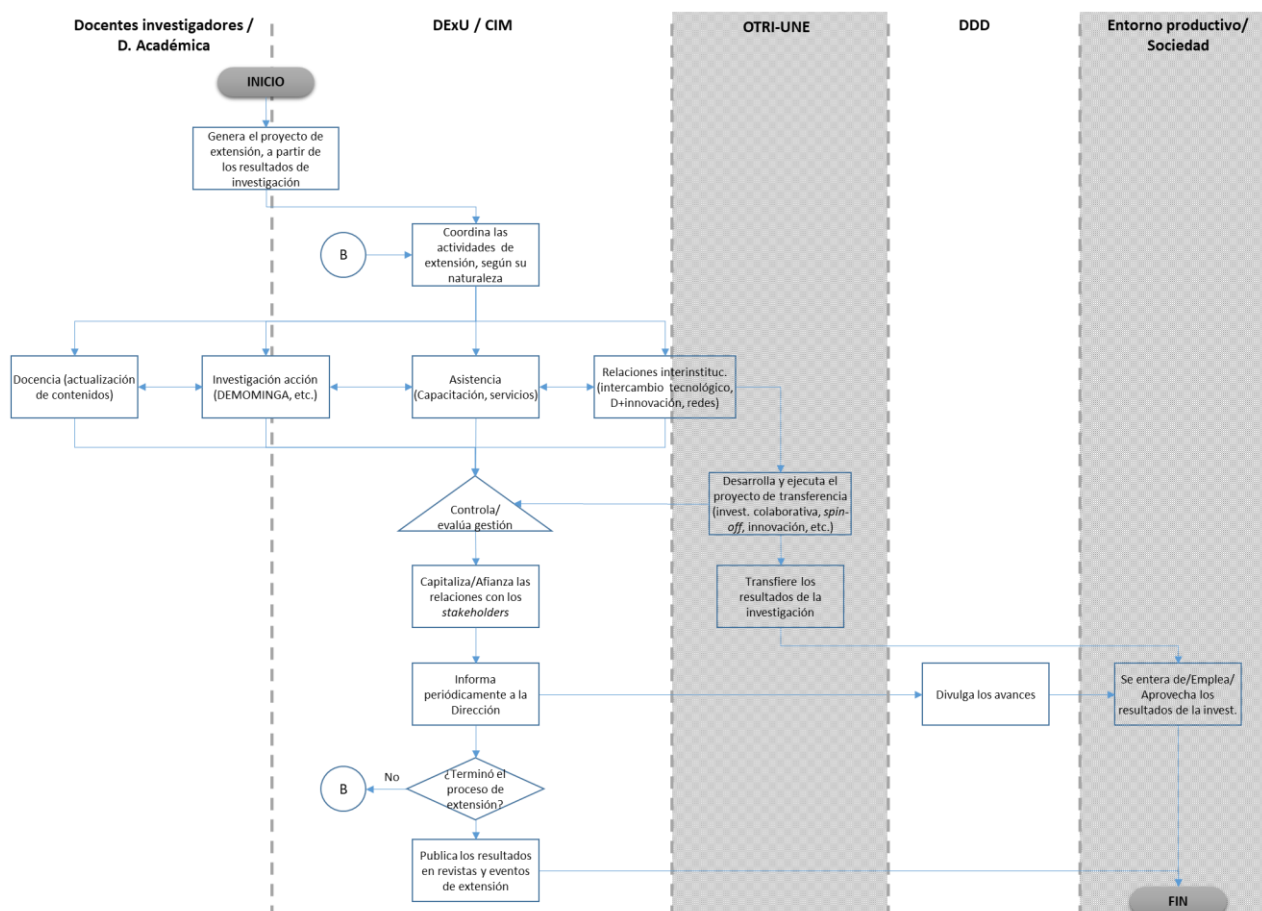 Docentes investigadores /
D. Académica
DExU / CIM
OTRI-UNE
DDD
Entorno productivo/
Sociedad
INICIO
Genera el proyecto de
extensión, a partir de
los resultados de
investigación
B
Coordina las
actividades de
extensión, según su
naturaleza
Docencia (actualización
de contenidos)
Investigación acción
(DEMOMINGA, etc.)
Asistencia
(Capacitación, servicios)
Relaciones interinstituc.
(intercambio tecnológico,
D+innovación, redes)
Controla/
evalúa gestión
Desarrolla y ejecuta el
proyecto de transferencia
(invest. colaborativa, spin-
off, innovación, etc.)
Capitaliza/Afianza las
relaciones con los
stakeholders
Transfiere los
resultados de la
investigación
Informa
periódicamente a la
Dirección
Divulga los avances
Se entera de/Emplea/
Aprovecha los
resultados de la invest.
B
No
¿Terminó el
proceso de
extensión?
Publica los resultados
en revistas y eventos
de extensión
FIN